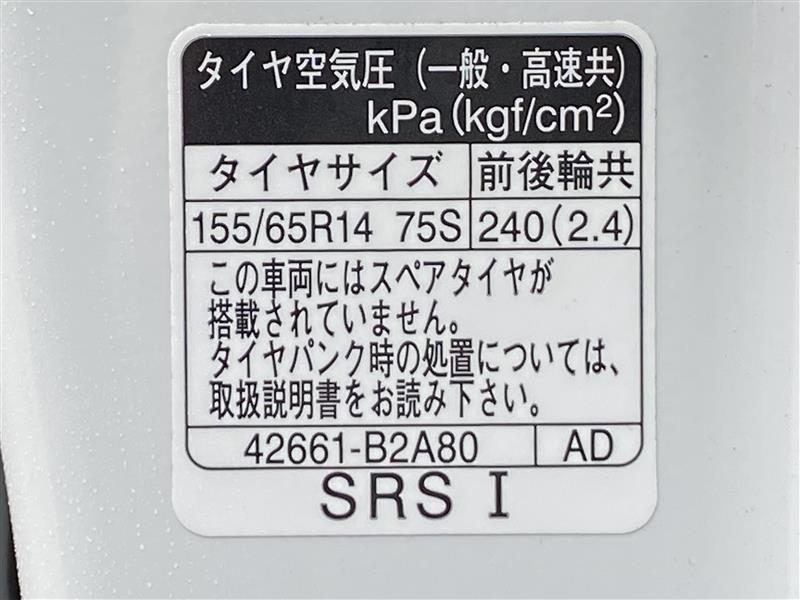 タイヤ空気圧（一般・高速共）
kPa(kgf/cm²)
タイヤサイズ 前後輪共
155/65R14 75S 240(2.4)
この車両にはスペアタイヤが
搭載されていません。
タイヤパンク時の処置については、
取扱説明書をお読み下さい。
42661-B2A80 AD
SRS I